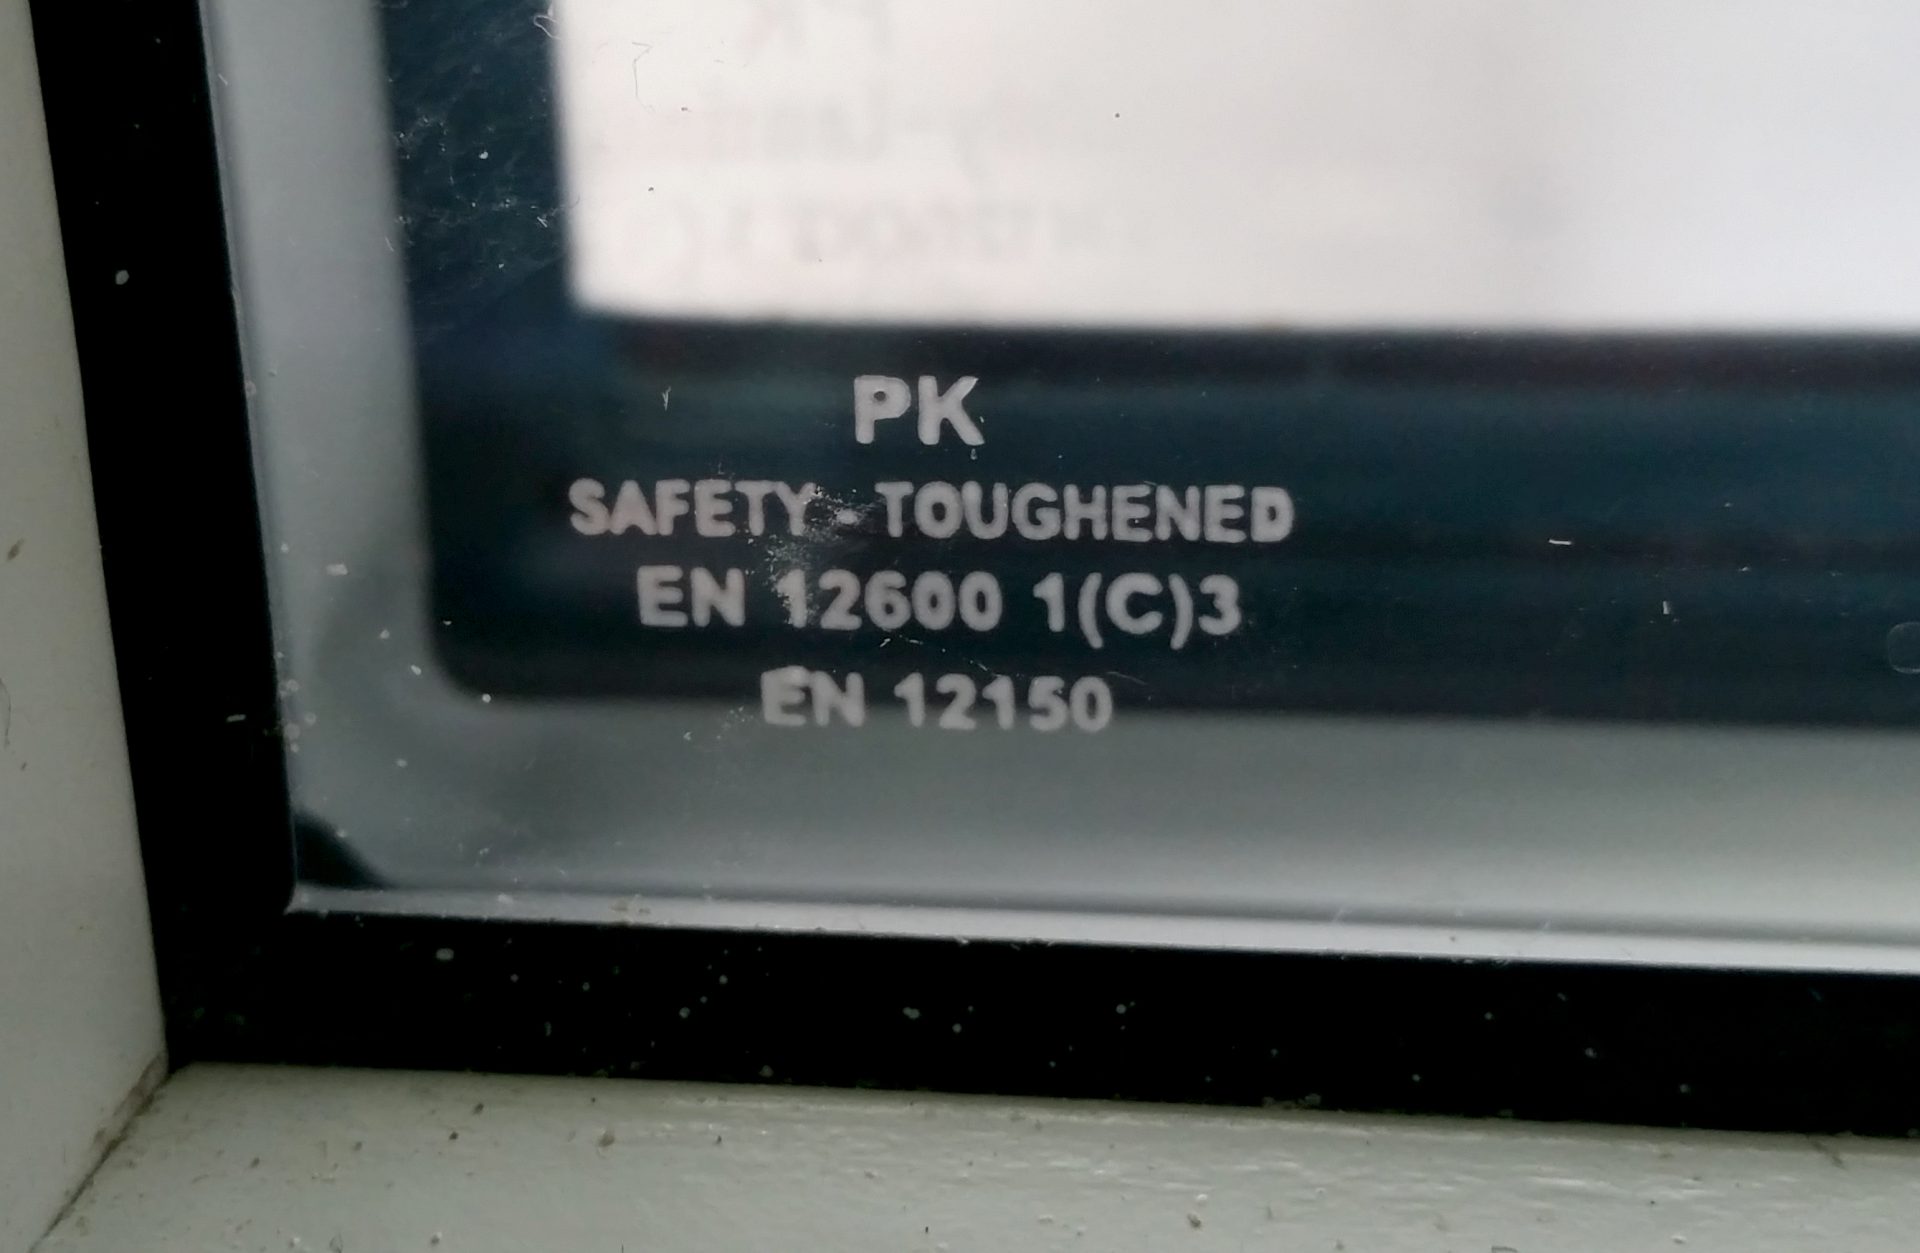 PK
SAFETY - TOUGHENED
EN 12600 1(C)3
EN 12150